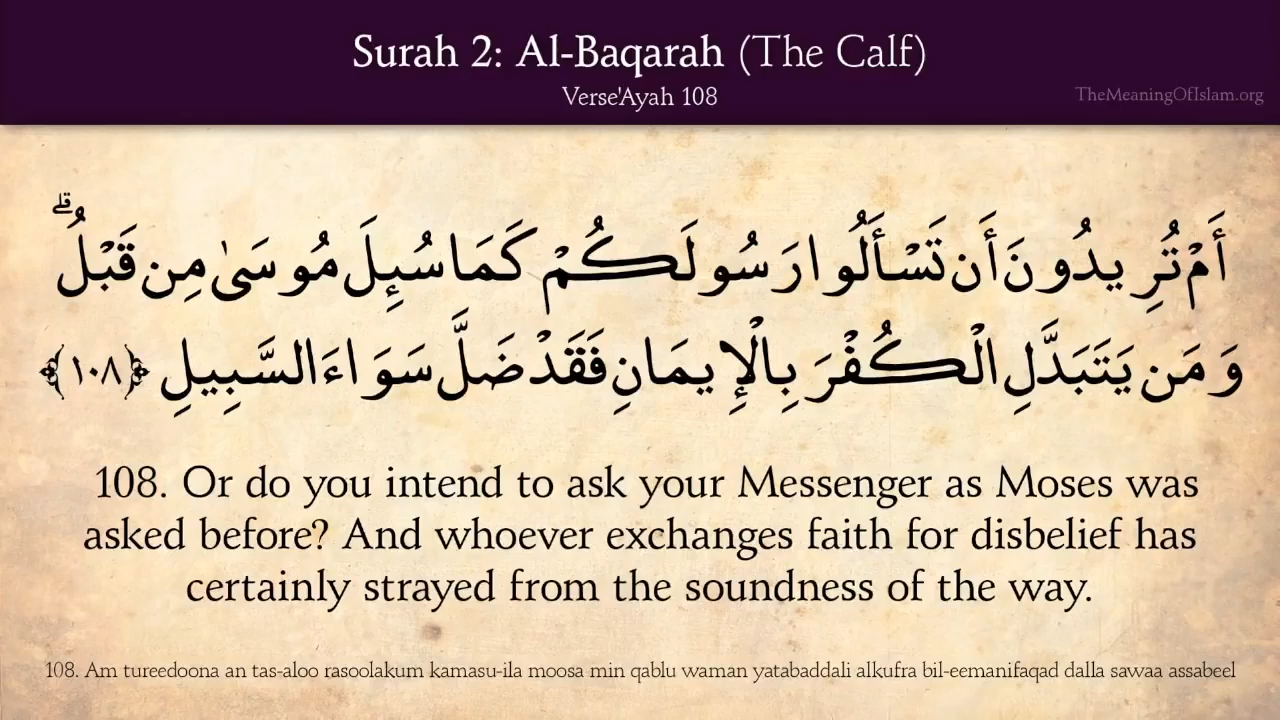 Surah 2: Al-Baqarah (The Calf)
Verse'Ayah 108
TheMeaningOfIslam.org
أَمْ تُرِيدُونَ أَن تَسْأَلُوا رَسُولَكُمْ كَمَا سُئِلَ مُوسَىٰ مِن قَبْلُ ۗ
وَمَن يَتَبَدَّلِ الْكُفْرَ بِالْإِيمَانِ فَقَدْ ضَلَّ سَوَاءَ السَّبِيلِ ﴿١٠٨﴾
108. Or do you intend to ask your Messenger as Moses was
asked before? And whoever exchanges faith for disbelief has
certainly strayed from the soundness of the way.
108. Am tureedoona an tas-aloo rasoolakum kamasu-ila moosa min qablu waman yatabaddali alkufra bil-eemanifaqad dalla sawaa assabeel